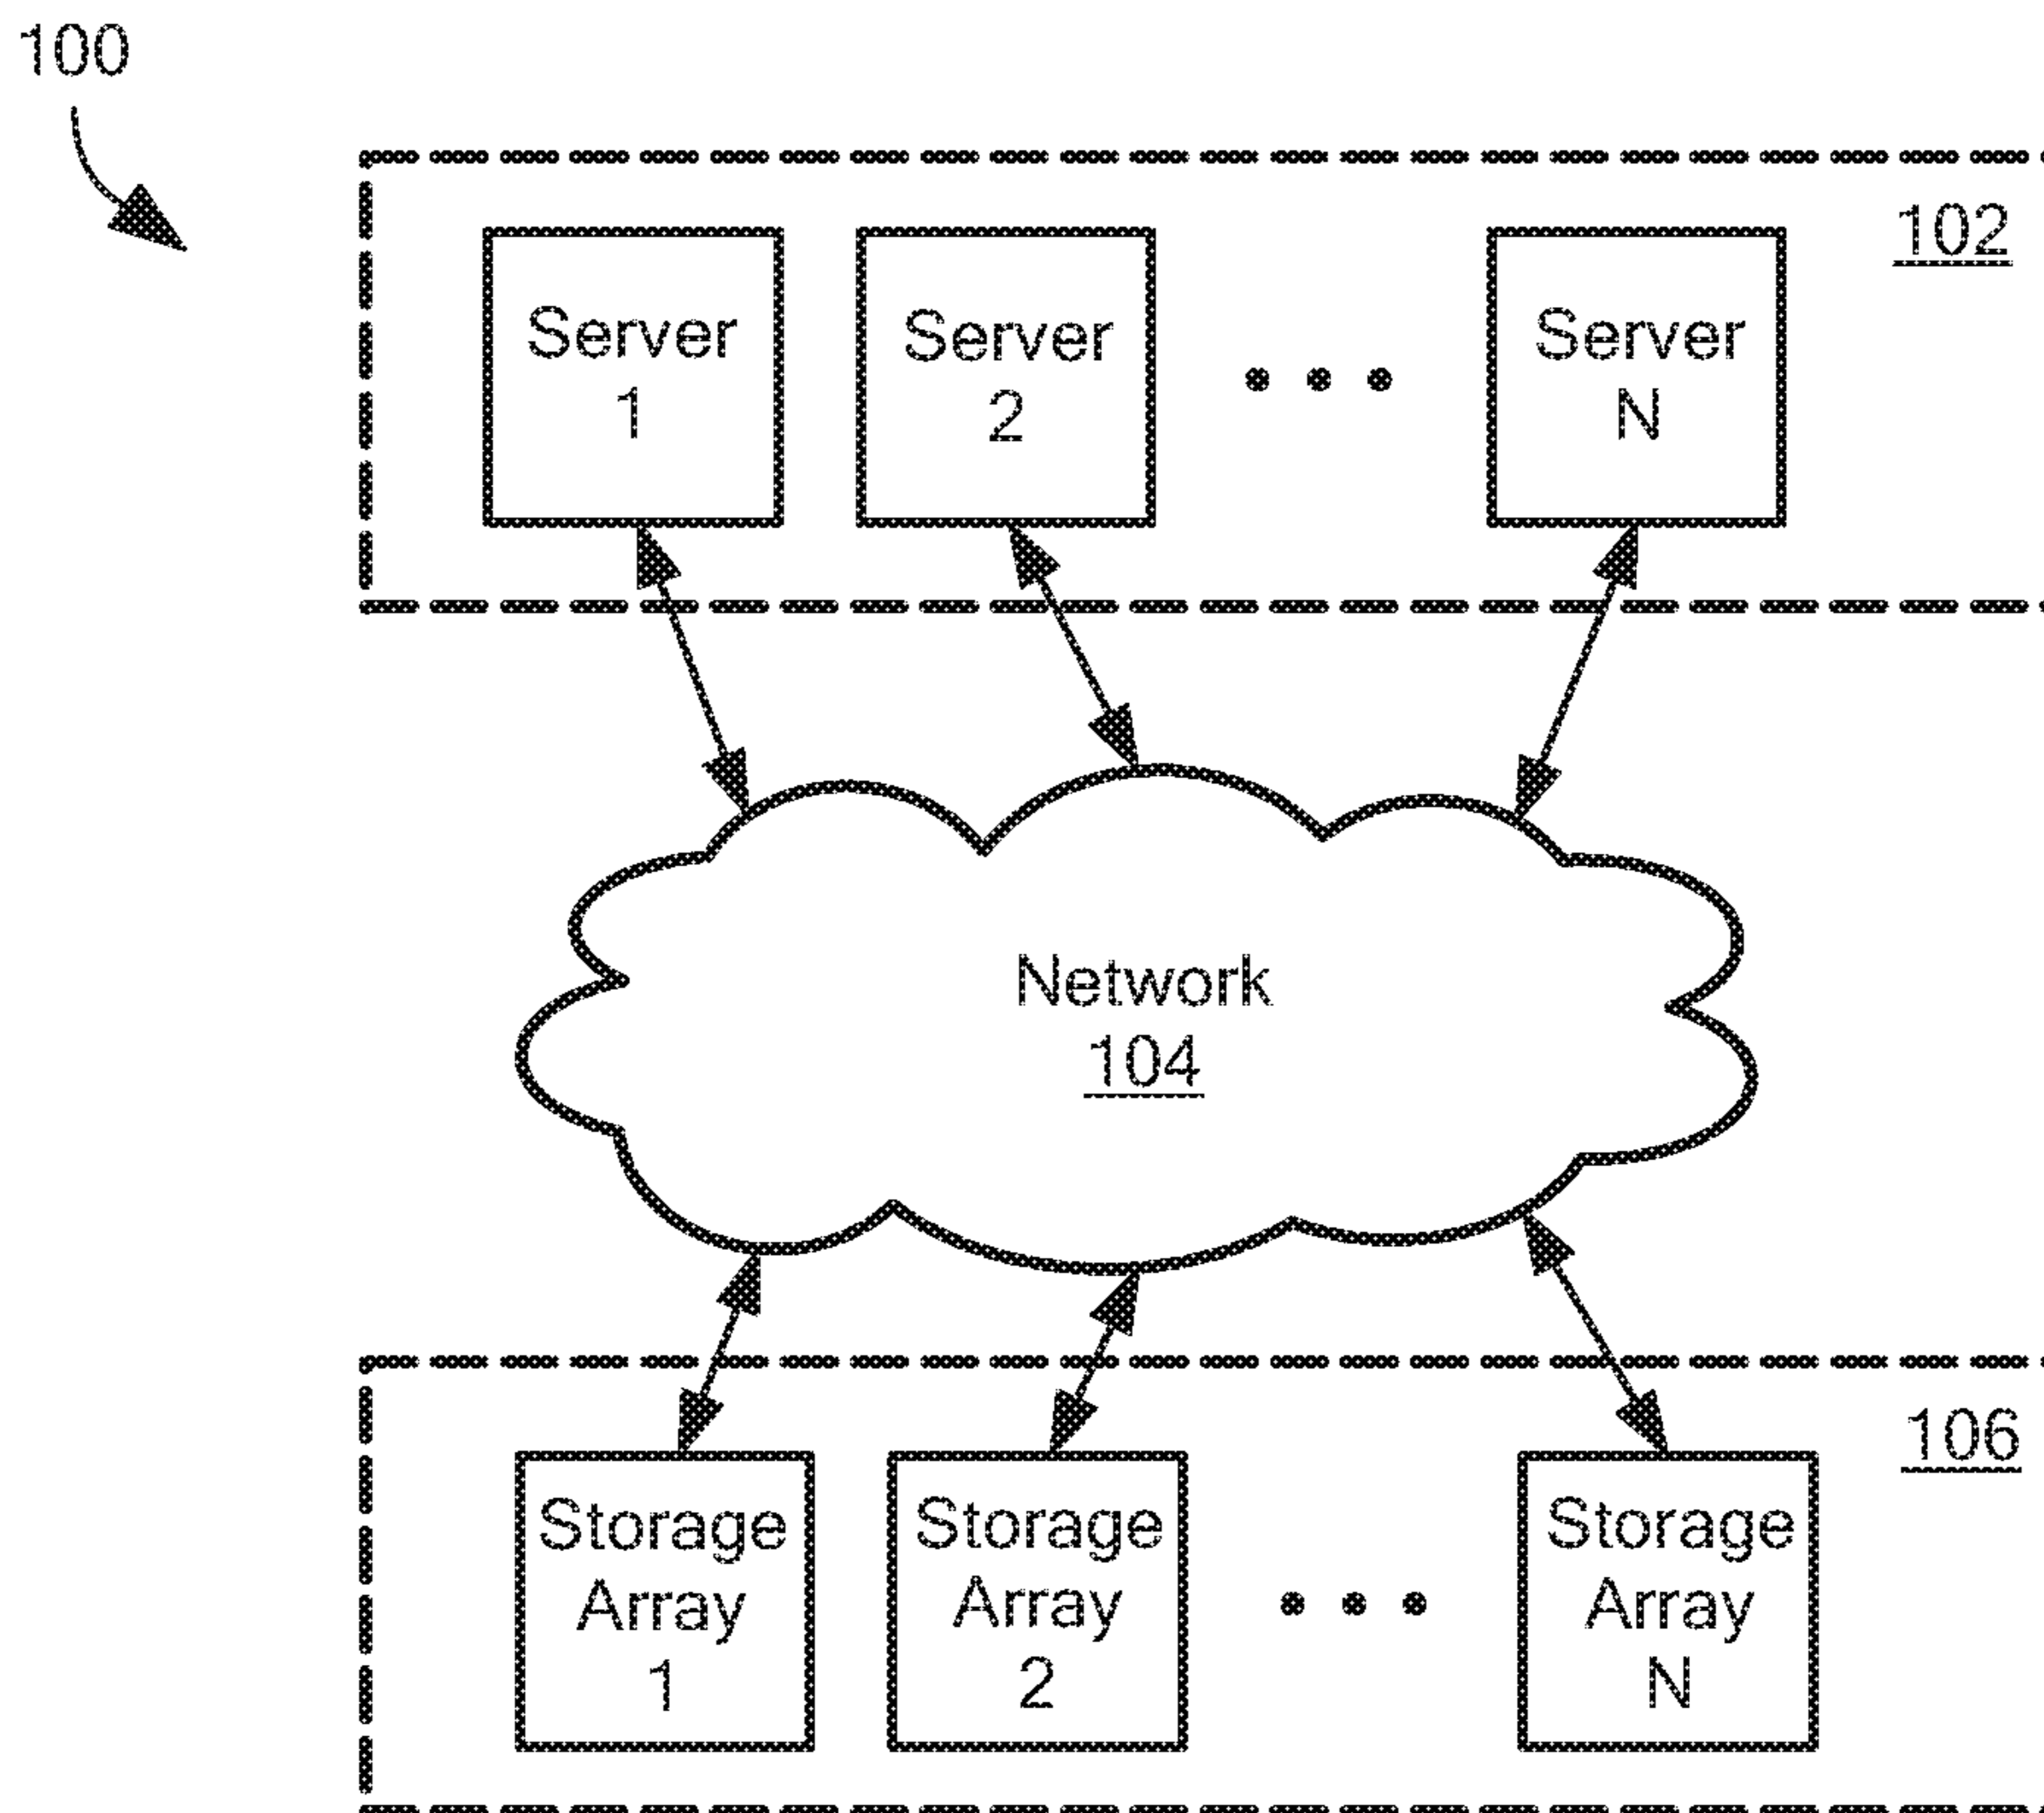 100
102
Server
1
Server
2
Server
N
Network
104
106
Storage
Array
1
Storage
Array
2
Storage
Array
N